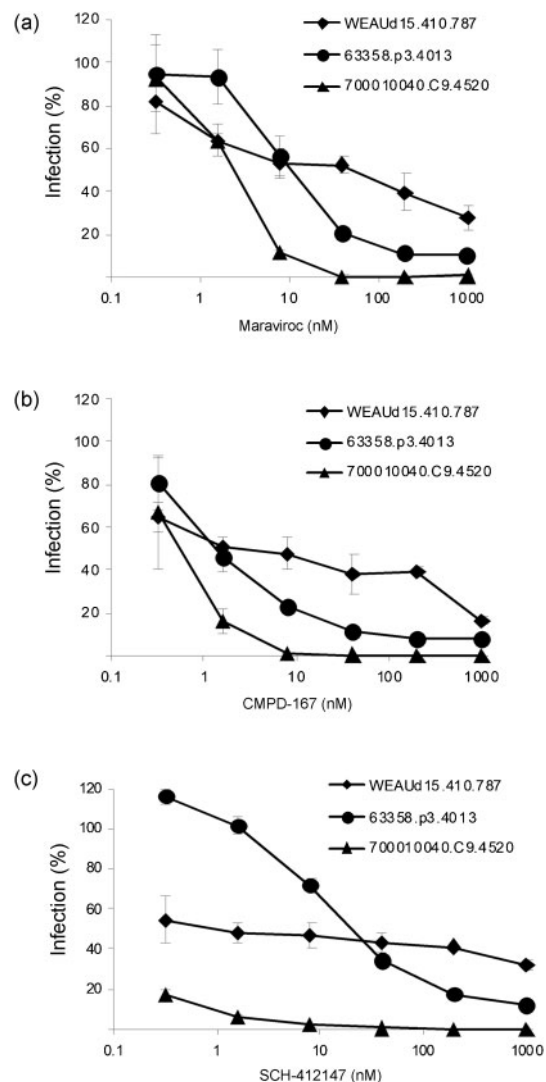 (a)
WEAUd15.410.787
63358.p3.4013
700010040.C9.4520
Infection (%)
120
100
80
60
40
20
0.1 1 10 100 1000
Maraviroc (nM)
(b)
WEAUd15.410.787
63358.p3.4013
700010040.C9.4520
Infection (%)
120
100
80
60
40
20
0.1 1 10 100 1000
CMPD-167 (nM)
(c)
WEAUd15.410.787
63358.p3.4013
700010040.C9.4520
Infection (%)
120
100
80
60
40
20
0.1 1 10 100 1000
SCH-412147 (nM)